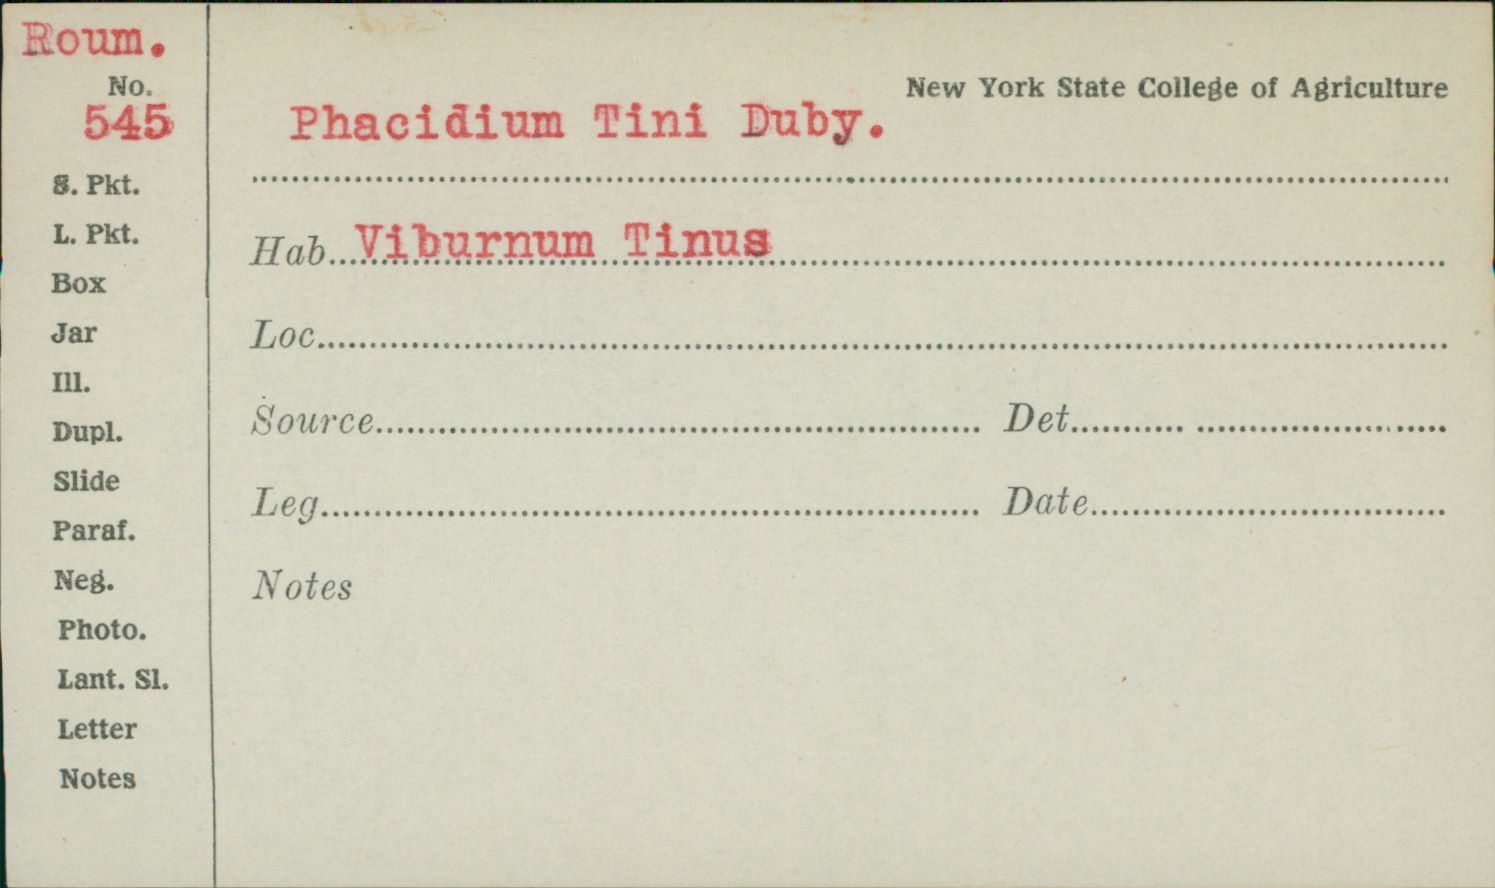 Roum.
No.
545
S. Pkt.
L. Pkt.
Box
Jar
Ill.
Dupl.
Slide
Paraf.
Neg.
Photo.
Lant. Sl.
Letter
Notes
New York State College of Agriculture
Phacidium Tini Duby.
Hab. Viburnum Tinus
Loc.
Source Det.
Leg. Date
Notes